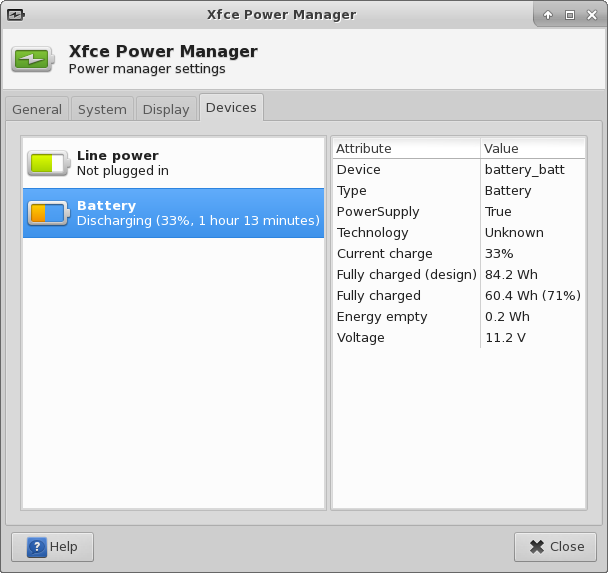 Xfce Power Manager
Xfce Power Manager
Power manager settings
General System Display Devices
Line power
Not plugged in
Battery
Discharging (33%, 1 hour 13 minutes)
Attribute Value
Device battery_batt
Type Battery
PowerSupply True
Technology Unknown
Current charge 33%
Fully charged (design) 84.2 Wh
Fully charged 60.4 Wh (71%)
Energy empty 0.2 Wh
Voltage 11.2 V
? Help
Close